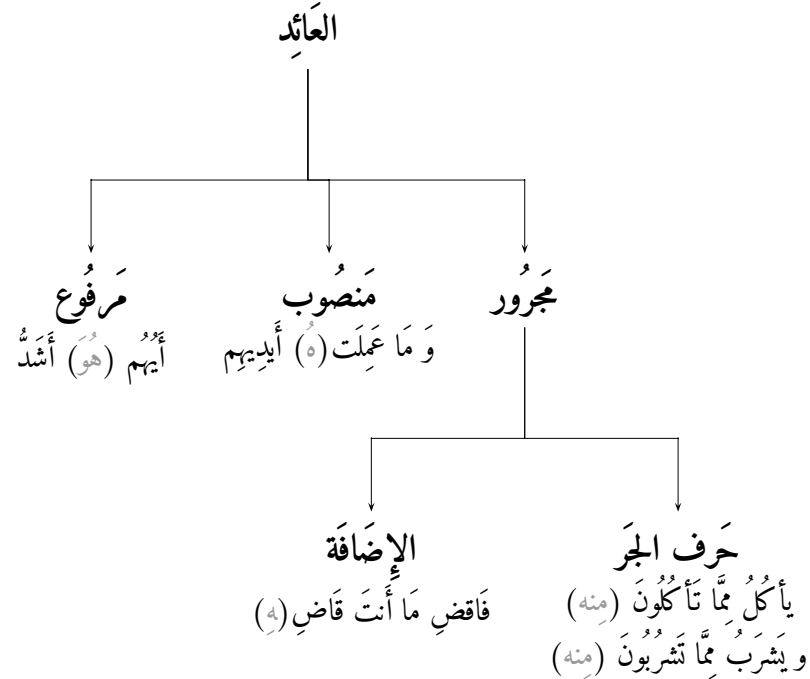 العَائِد
مَجرُور
مَنصُوب
مَرفُوع
وَ مَا عَمِلَت(هُ) أَيدِيهِم
أَيُّهُم (هُوَ) أَشَدُّ
حَرف الجَر
الإِضَافَة
يأكُلُ مِمَّا تَأكُلُونَ (مِنه)
و يَشرَبُ مِمَّا تَشرُبُونَ (مِنه)
فَاقضِ مَا أَنتَ قَاضِ(هِ)